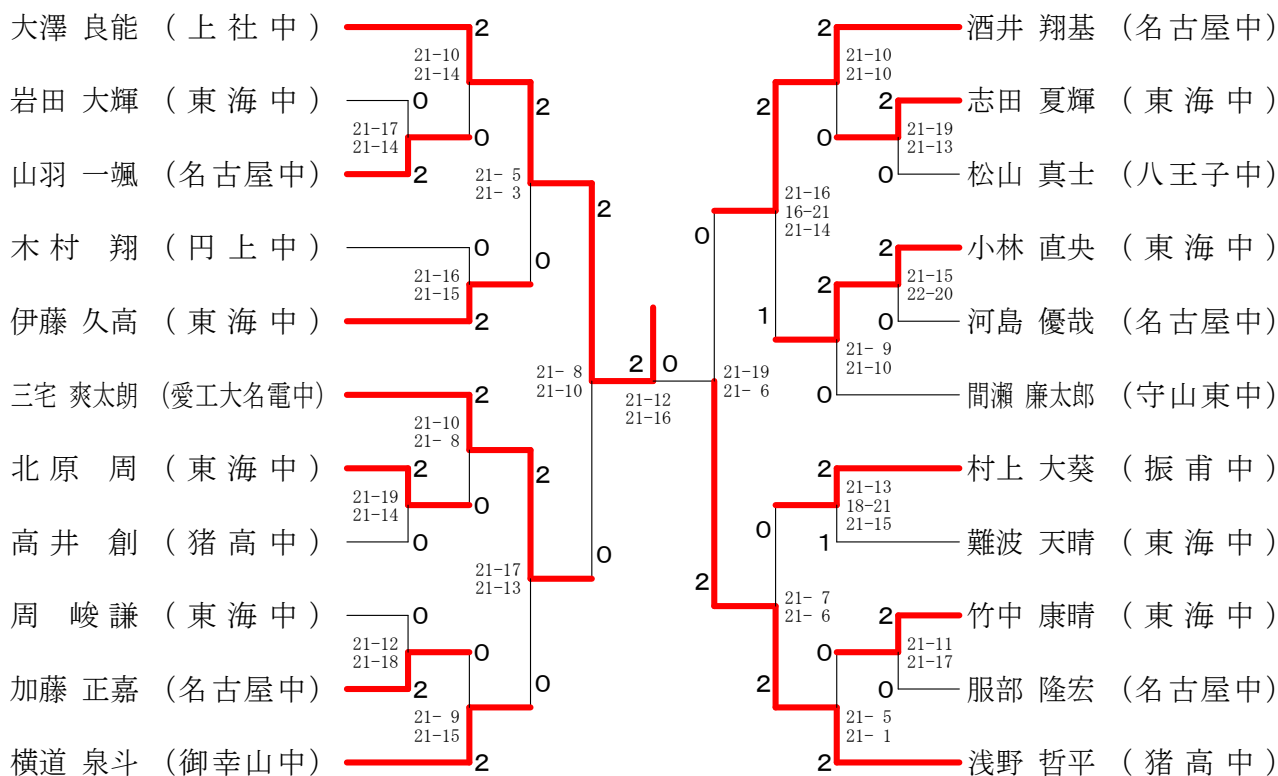 大澤 良能 (上社中) 2
21-10
21-14
岩田 大輝 (東海中) 0
21-17
21-14
0
山羽 一颯 (名古屋中) 2
2
21- 5
21- 3
木村 翔 (円上中) 0
21-16
21-15
0
伊藤 久高 (東海中) 2
2
21- 8
21-10
三宅 爽太朗 (愛工大名電中) 2
21-10
21- 8
北原 周 (東海中) 2
21-19
21-14
0
高井 創 (猪高中) 0
2
21-17
21-13
0
周 峻謙 (東海中) 0
21-12
21-18
0
加藤 正嘉 (名古屋中) 2
21- 9
21-15
0
横道 泉斗 (御幸山中) 2
2 0
21-12
21-16
2 酒井 翔基 (名古屋中)
21-10
21-10
2 志田 夏輝 (東海中)
21-19
21-13
0
0 松山 真士 (八王子中)
2
21-16
16-21
21-14
0
2 小林 直央 (東海中)
21-15
22-20
2
0 河島 優哉 (名古屋中)
1
21- 9
21-10
0 間瀬 廉太郎 (守山東中)
21-19
21- 6
2 村上 大葵 (振甫中)
21-13
18-21
21-15
0
1 難波 天晴 (東海中)
2
21- 7
21- 6
2 竹中 康晴 (東海中)
21-11
21-17
0
0 服部 隆宏 (名古屋中)
2
21- 5
21- 1
2 浅野 哲平 (猪高中)